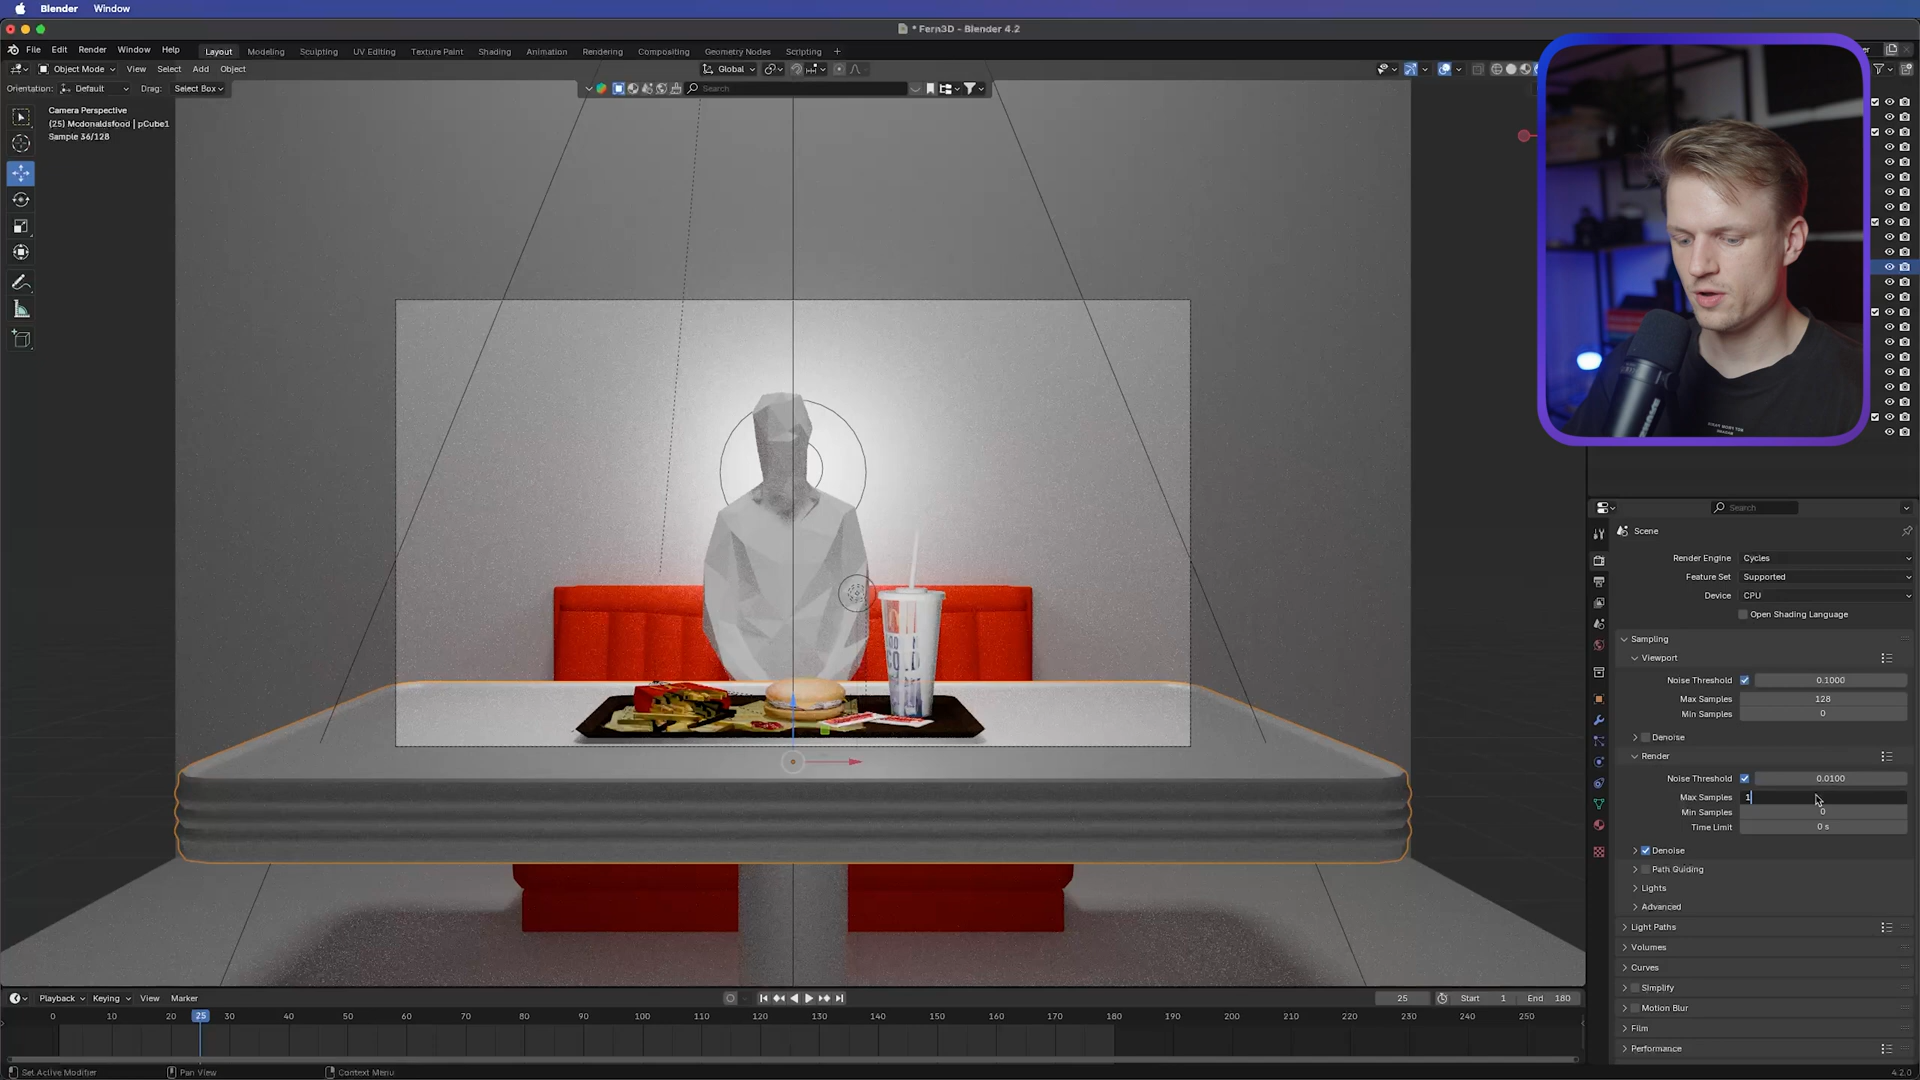 Blender Window
* Fern3D - Blender 4.2
File Edit Render Window Help Layout Modeling Sculpting UV Editing Texture Paint Shading Animation Rendering Compositing Geometry Nodes Scripting +
Object Mode View Select Add Object Global
Orientation: Default Drag: Select Box Search
Camera Perspective
(25) Mcdonaldsfood | pCube1
Sample 36/128
Search
Scene
Render Engine Cycles
Feature Set Supported
Device CPU
Open Shading Language
Sampling
Viewport
Noise Threshold 0.1000
Max Samples 128
Min Samples 0
Denoise
Render
Noise Threshold 0.0100
Max Samples 1
Min Samples 0
Time Limit 0 s
Denoise
Path Guiding
Lights
Advanced
Light Paths
Volumes
Curves
Simplify
Motion Blur
Film
Performance
Playback Keying View Marker 25 Start 1 End 180
0 10 20 25 30 40 50 60 70 80 90 100 110 120 130 140 150 160 170 180 190 200 210 220 230 240 250
Set Active Modifier Pan View Context Menu 4.2.0